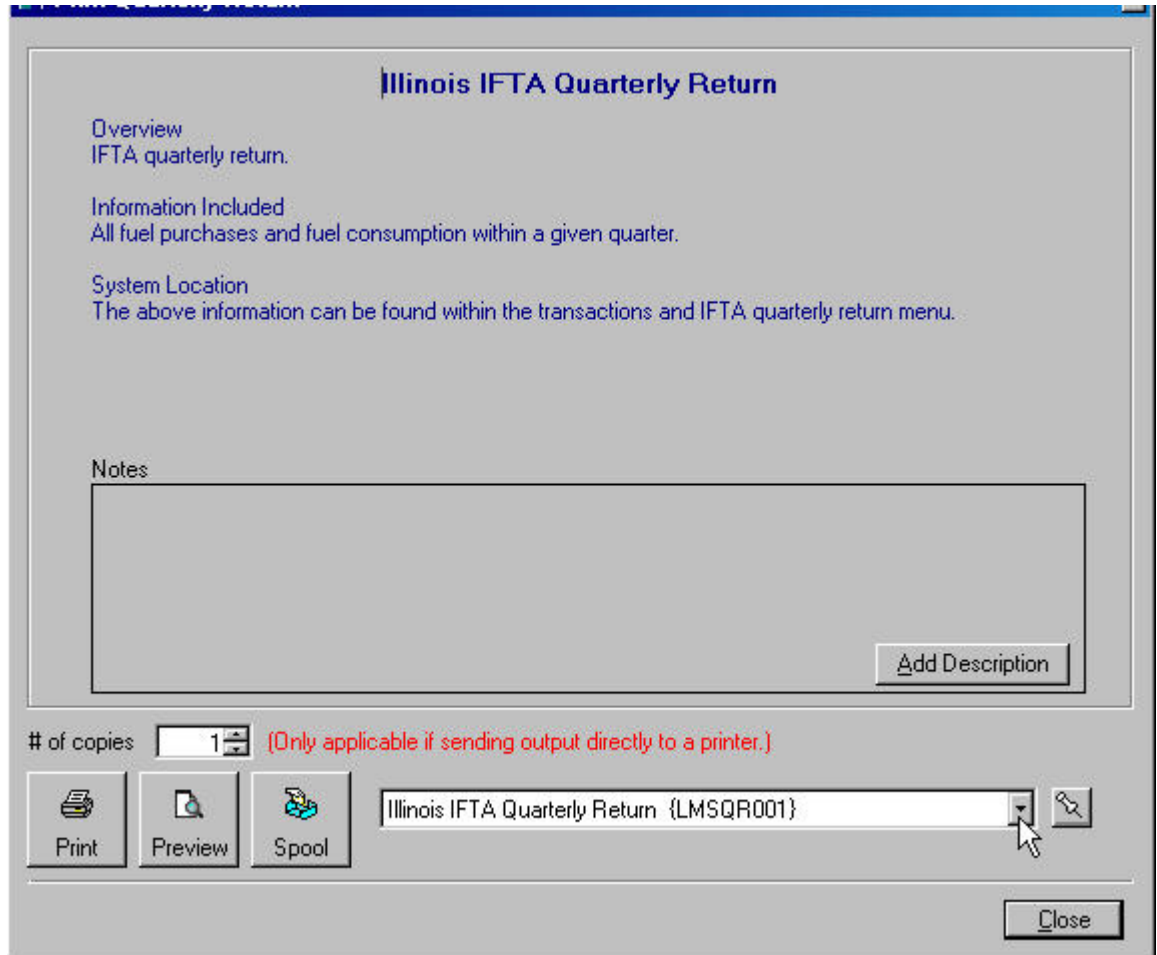 Print Quarterly Return
Illinois IFTA Quarterly Return
Overview
IFTA quarterly return.
Information Included
All fuel purchases and fuel consumption within a given quarter.
System Location
The above information can be found within the transactions and IFTA quarterly return menu.
Notes
Add Description
# of copies 1 (Only applicable if sending output directly to a printer.)
Print Preview Spool Illinois IFTA Quarterly Return {LMSQR001}
Close